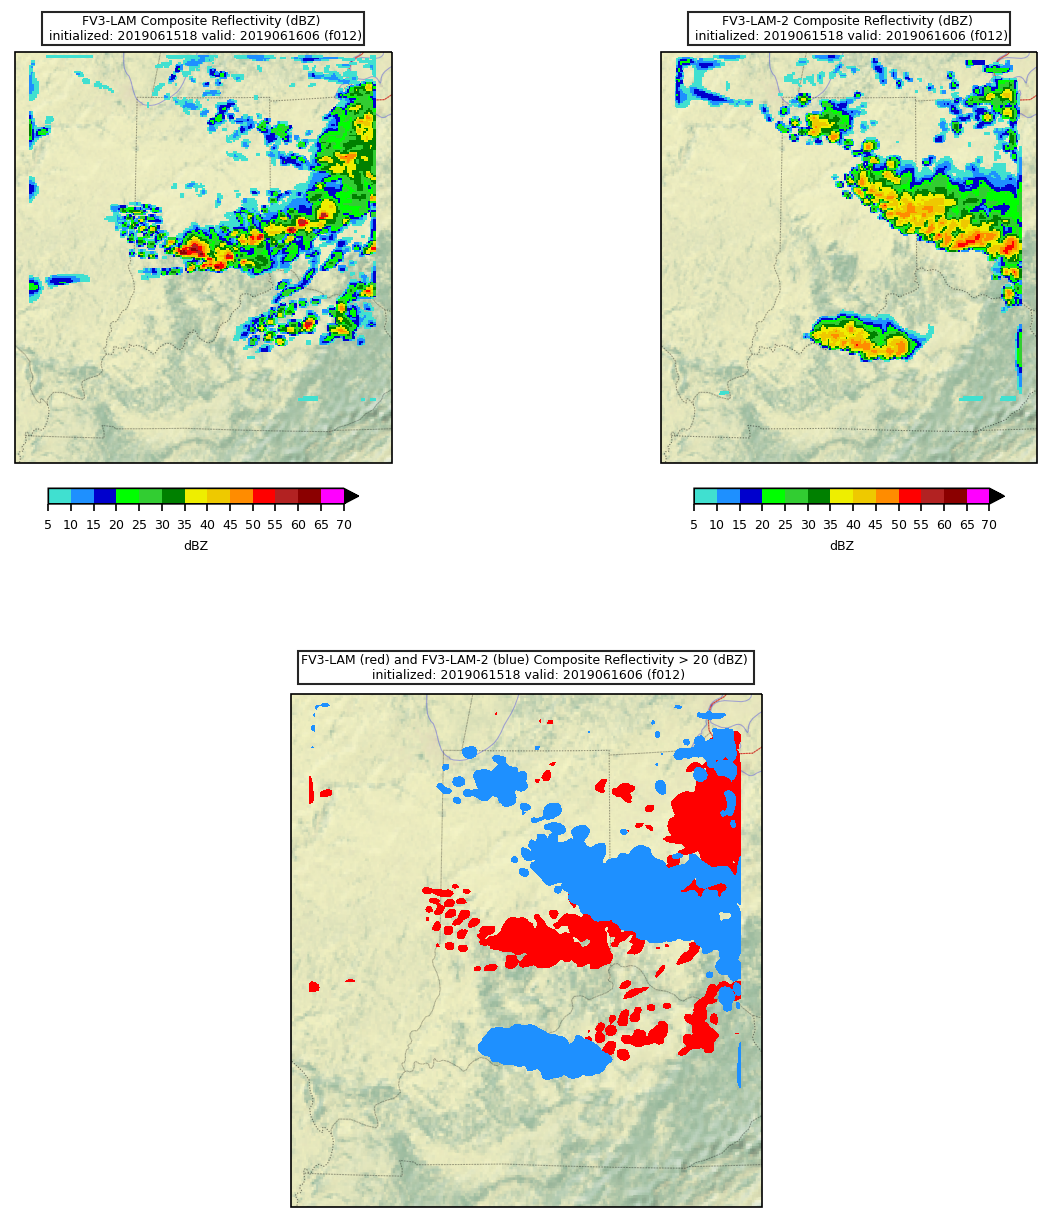 FV3-LAM Composite Reflectivity (dBZ)
initialized: 2019061518 valid: 2019061606 (f012)
5 10 15 20 25 30 35 40 45 50 55 60 65 70
dBZ
FV3-LAM-2 Composite Reflectivity (dBZ)
initialized: 2019061518 valid: 2019061606 (f012)
5 10 15 20 25 30 35 40 45 50 55 60 65 70
dBZ
FV3-LAM (red) and FV3-LAM-2 (blue) Composite Reflectivity > 20 (dBZ)
initialized: 2019061518 valid: 2019061606 (f012)